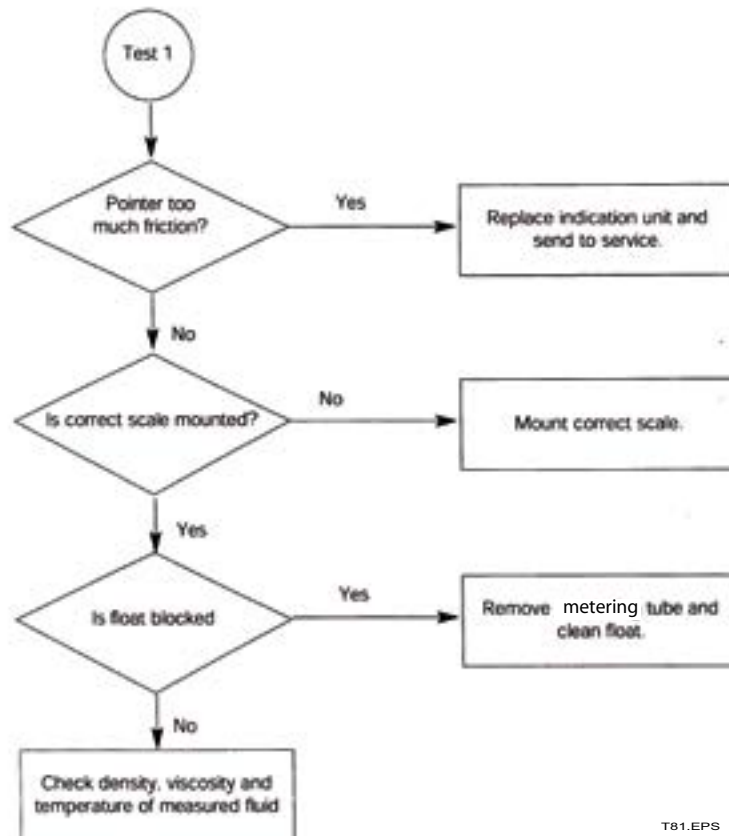 Test 1
Pointer too
much friction?
Yes
Replace indication unit and
send to service.
No
Is correct scale mounted?
No
Mount correct scale.
Yes
Is float blocked
Yes
Remove metering tube and
clean float.
No
Check density, viscosity and
temperature of measured fluid
T81.EPS